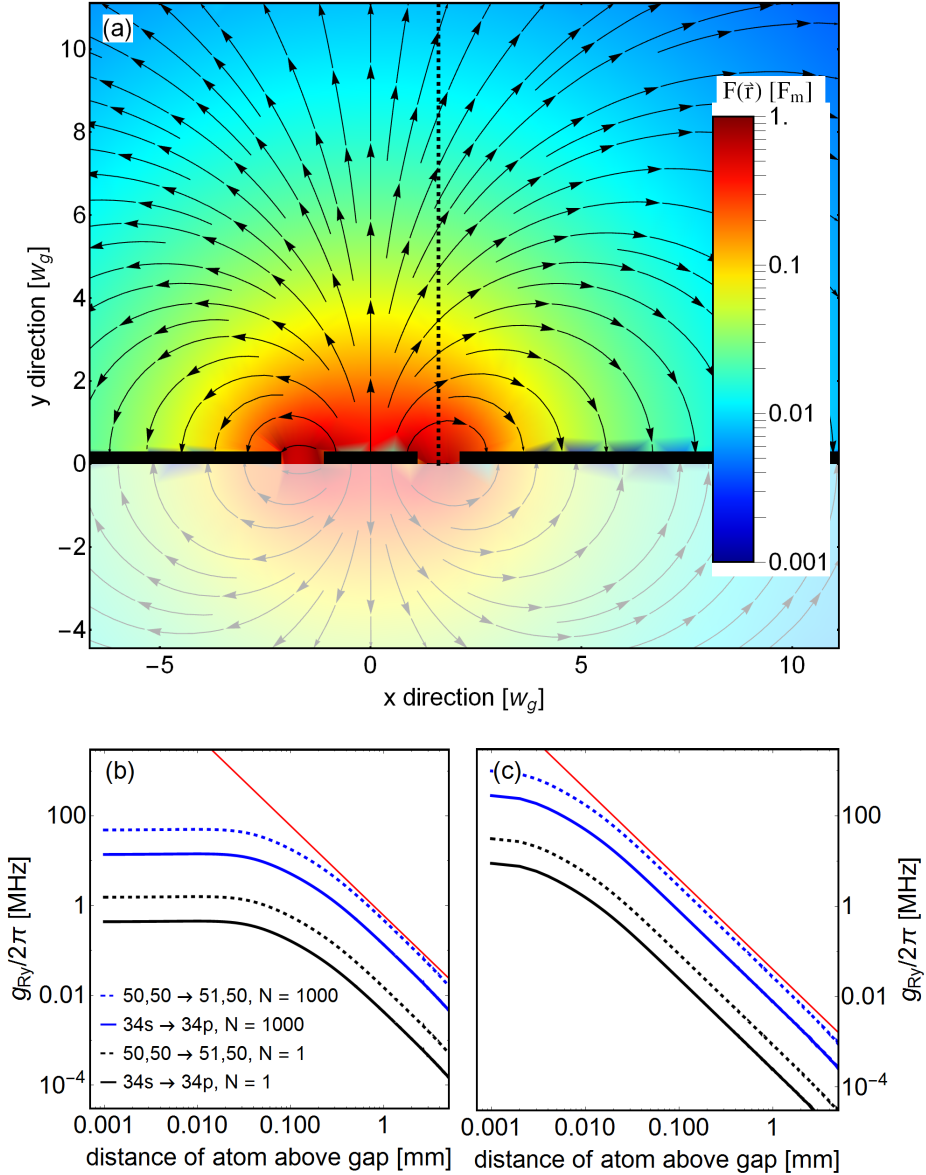 (a)
F(r⃗) [Fₘ]
1.
0.1
0.01
0.001
10
8
6
4
2
0
−2
−4
y direction [w_g]
−5
0
5
10
x direction [w_g]
(b)
100
1
0.01
10⁻⁴
g_Ry/2π [MHz]
50,50 → 51,50, N = 1000
34s → 34p, N = 1000
50,50 → 51,50, N = 1
34s → 34p, N = 1
0.001
0.010
0.100
1
distance of atom above gap [mm]
(c)
100
1
0.01
10⁻⁴
g_Ry/2π [MHz]
0.001
0.010
0.100
1
distance of atom above gap [mm]